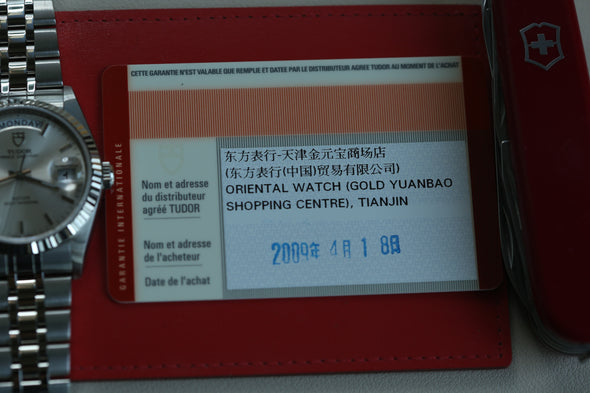 CETTE GARANTIE N'EST VALABLE QUE REMPLIE ET DATEE PAR LE DISTRIBUTEUR AGREE TUDOR AU MOMENT DE L'ACHAT
GARANTIE INTERNATIONALE
Nom et adresse
du distributeur
agréé TUDOR
东方表行-天津金元宝商场店
(东方表行(中国)贸易有限公司)
ORIENTAL WATCH (GOLD YUANBAO
SHOPPING CENTRE), TIANJIN
Nom et adresse
de l'acheteur
Date de l'achat
2009年 4月 1 8日
MONDAY
TUDOR